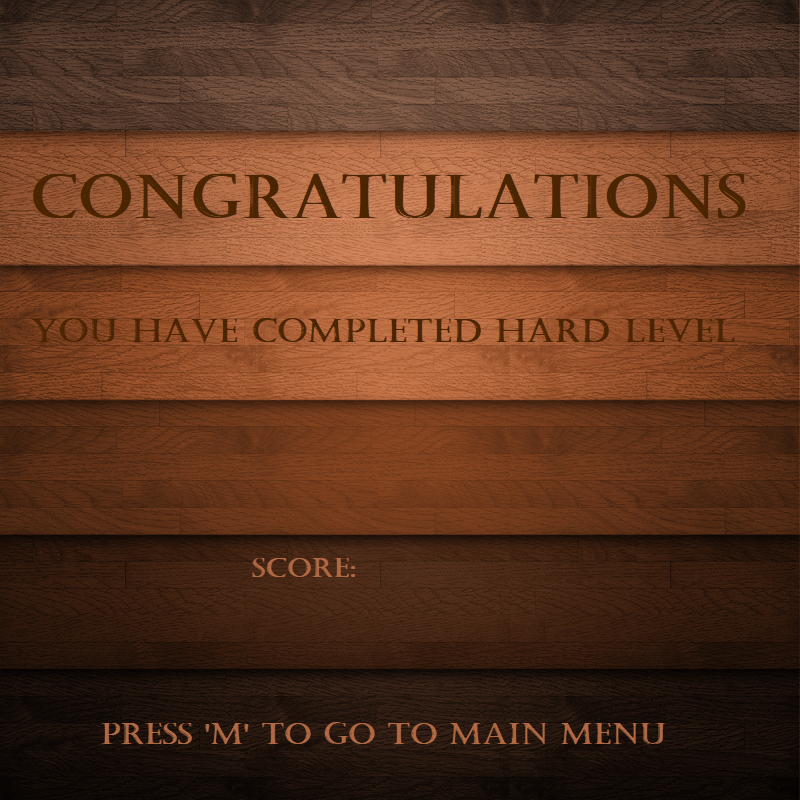 CONGRATULATIONS
YOU HAVE COMPLETED HARD LEVEL
SCORE:
PRESS 'M' TO GO TO MAIN MENU